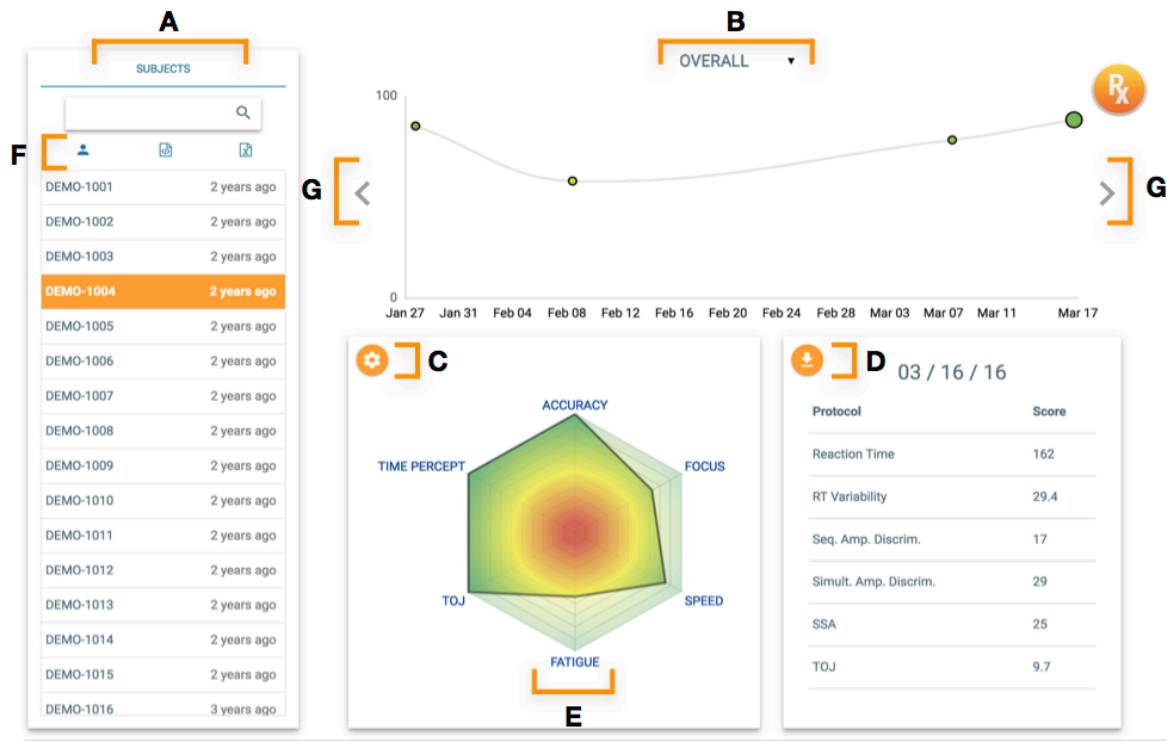 A
SUBJECTS
F
DEMO-1001 2 years ago
DEMO-1002 2 years ago
DEMO-1003 2 years ago
DEMO-1004 2 years ago
DEMO-1005 2 years ago
DEMO-1006 2 years ago
DEMO-1007 2 years ago
DEMO-1008 2 years ago
DEMO-1009 2 years ago
DEMO-1010 2 years ago
DEMO-1011 2 years ago
DEMO-1012 2 years ago
DEMO-1013 2 years ago
DEMO-1014 2 years ago
DEMO-1015 2 years ago
DEMO-1016 3 years ago
B
OVERALL
Rx
100
G
G
0
Jan 27 Jan 31 Feb 04 Feb 08 Feb 12 Feb 16 Feb 20 Feb 24 Feb 28 Mar 03 Mar 07 Mar 11 Mar 17
C
ACCURACY
TIME PERCEPT
FOCUS
TOJ
SPEED
FATIGUE
E
D
03 / 16 / 16
Protocol Score
Reaction Time 162
RT Variability 29.4
Seq. Amp. Discrim. 17
Simult. Amp. Discrim. 29
SSA 25
TOJ 9.7